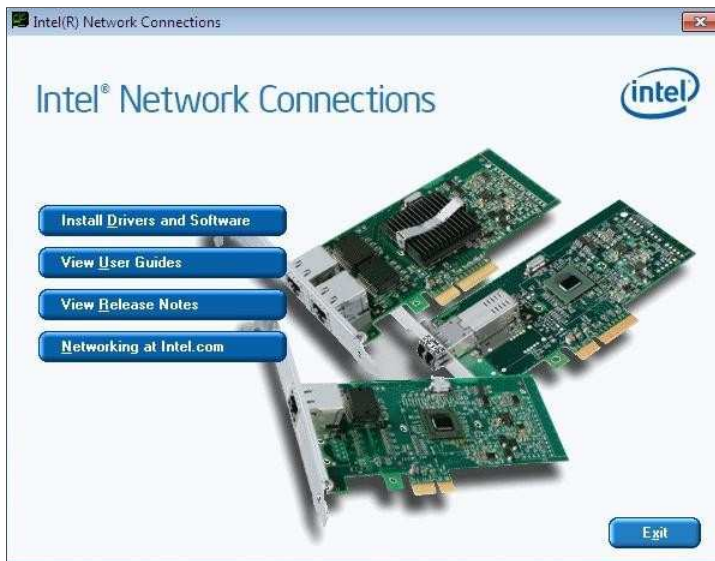 Intel(R) Network Connections
Intel® Network Connections
intel
Install Drivers and Software
View User Guides
View Release Notes
Networking at Intel.com
Exit